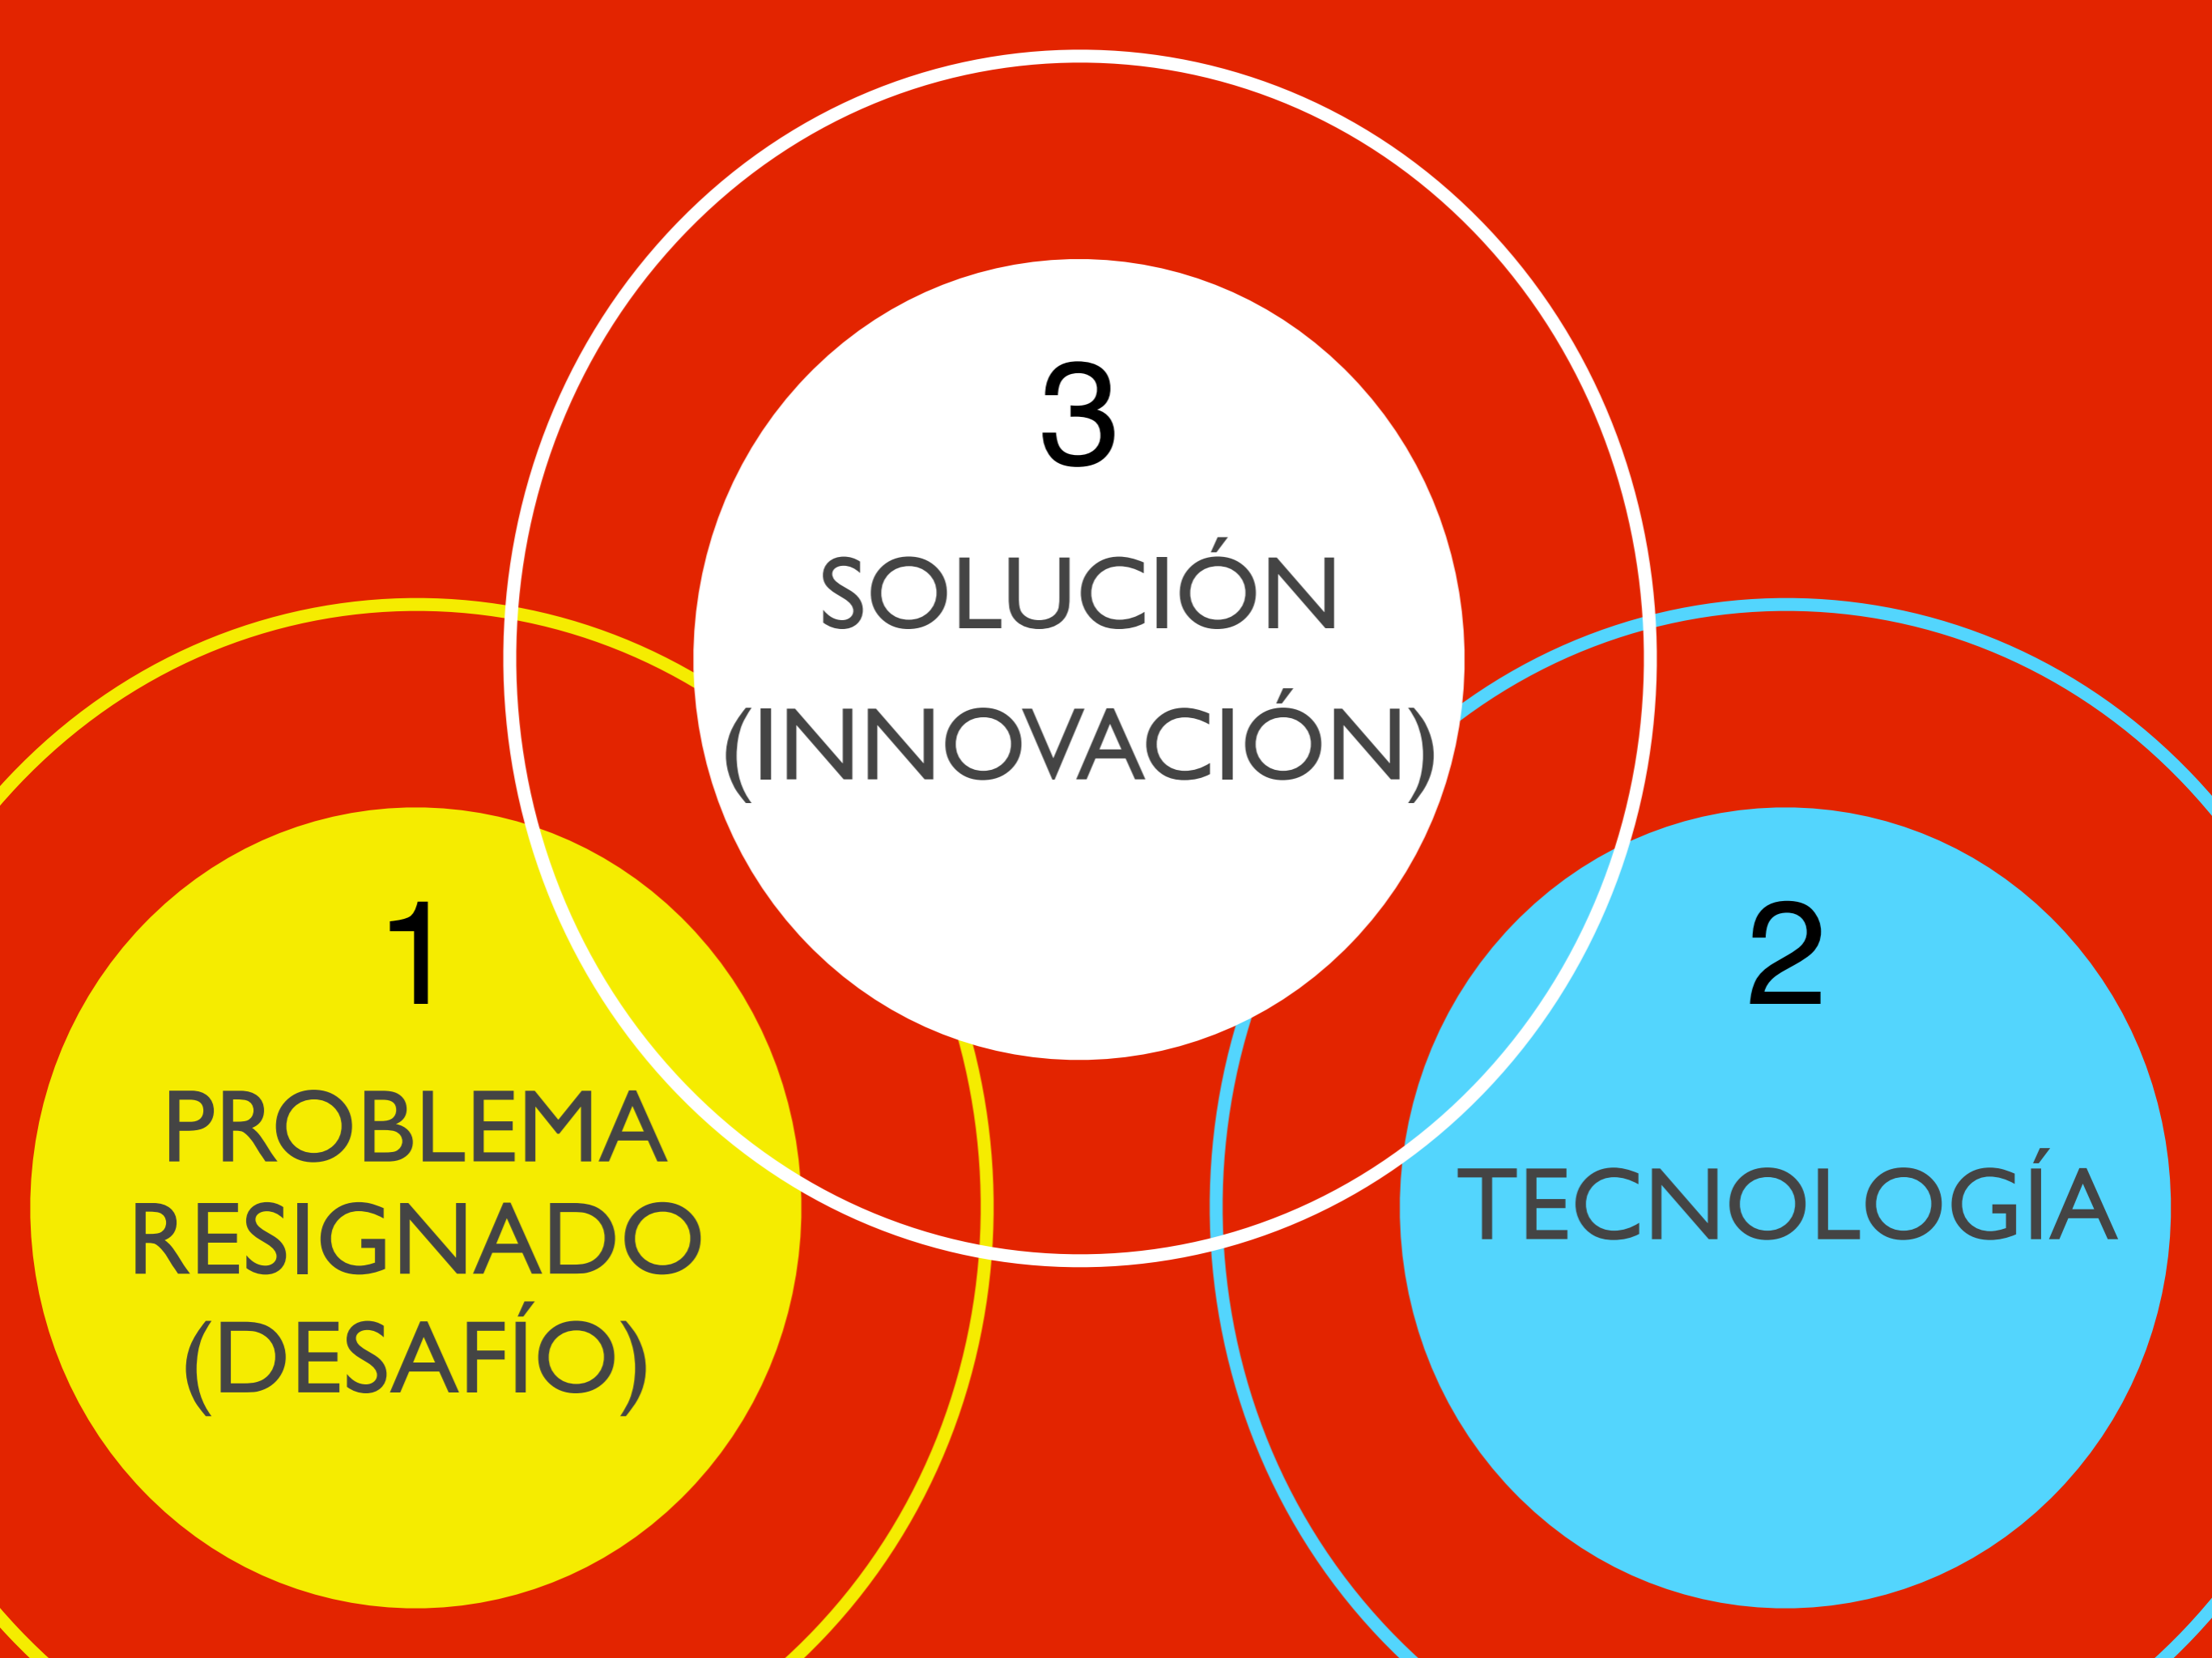 3
SOLUCIÓN
(INNOVACIÓN)
1
PROBLEMA
RESIGNADO
(DESAFÍO)
2
TECNOLOGÍA